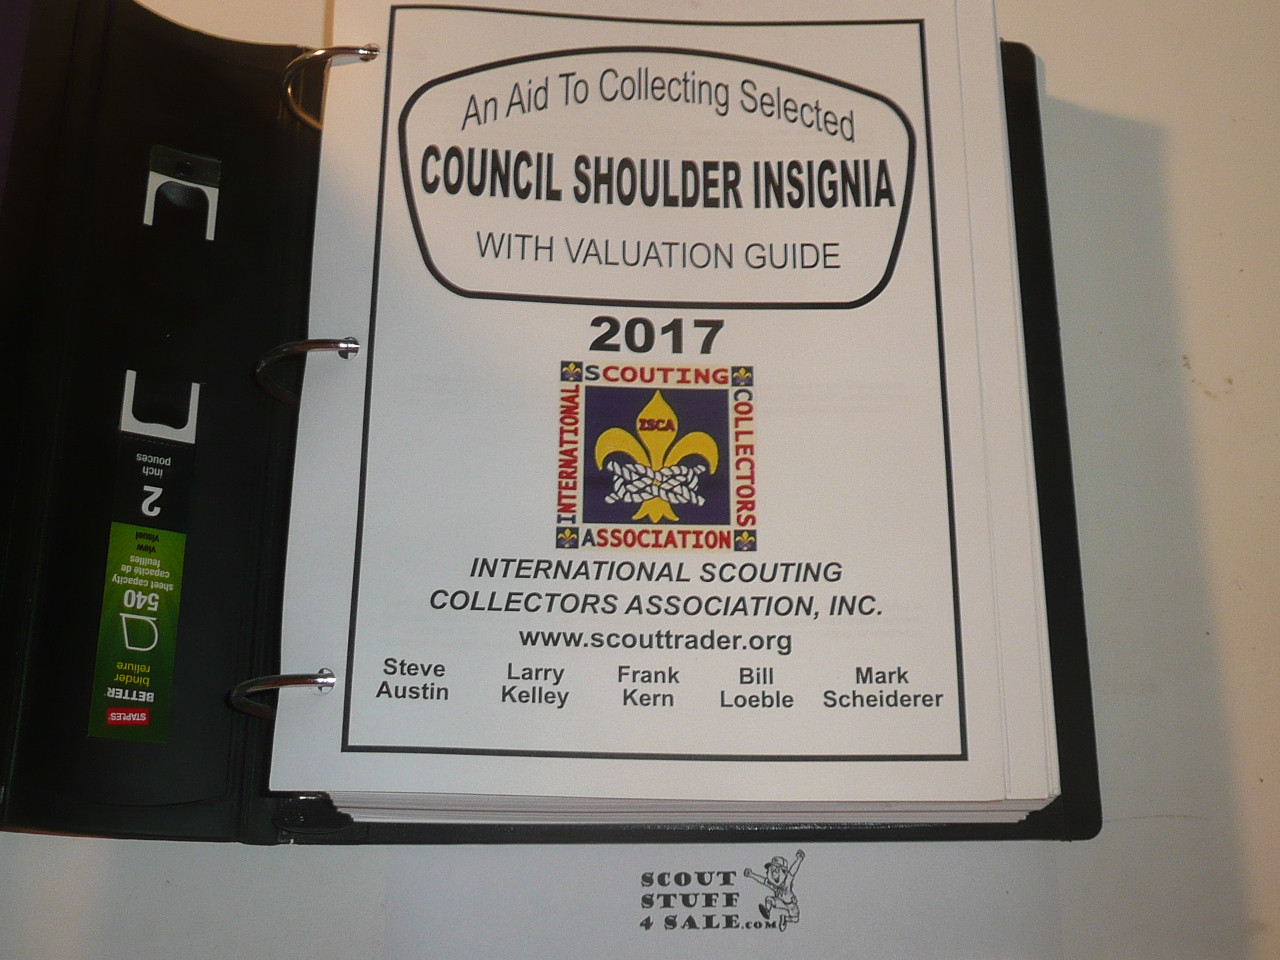 An Aid To Collecting Selected
COUNCIL SHOULDER INSIGNIA
WITH VALUATION GUIDE
2017
SCOUTING
INTERNATIONAL
COLLECTORS
ISCA
ASSOCIATION
INTERNATIONAL SCOUTING
COLLECTORS ASSOCIATION, INC.
www.scouttrader.org
Steve Larry Frank Bill Mark
Austin Kelley Kern Loeble Scheiderer
STAPLES
BETTER
binder
reliure
540
sheet capacity
capacité de
feuilles
View
Visuel
2
inch
pouces
SCOUT
STUFF
4 SALE.COM